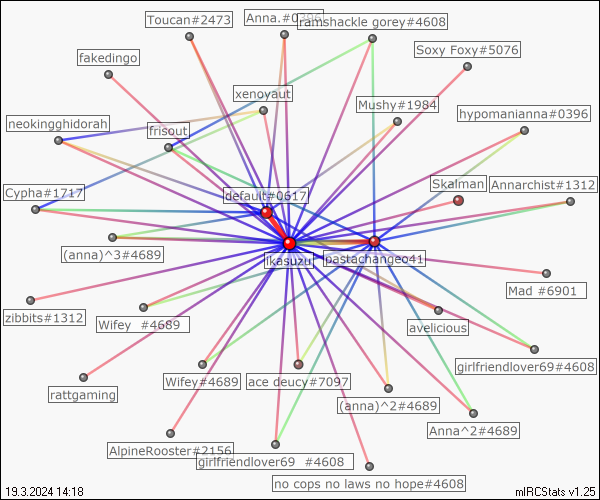 Toucan#2473
Anna.#0396
ramshackle gorey#4608
Soxy Foxy#5076
fakedingo
xenoyaut
Mushy#1984
hypomanianna#0396
neokingghidorah
frisout
Skalman
Annarchist#1312
Cypha#1717
default#0617
(anna)^3#4689
ikasuzu
pastachangeo41
Mad #6901
zibbits#1312
Wifey  #4689
avelicious
girlfriendlover69#4608
rattgaming
Wifey#4689
ace deucy#7097
(anna)^2#4689
Anna^2#4689
AlpineRooster#2156
girlfriendlover69  #4608
no cops no laws no hope#4608
19.3.2024 14:18
mIRCStats v1.25